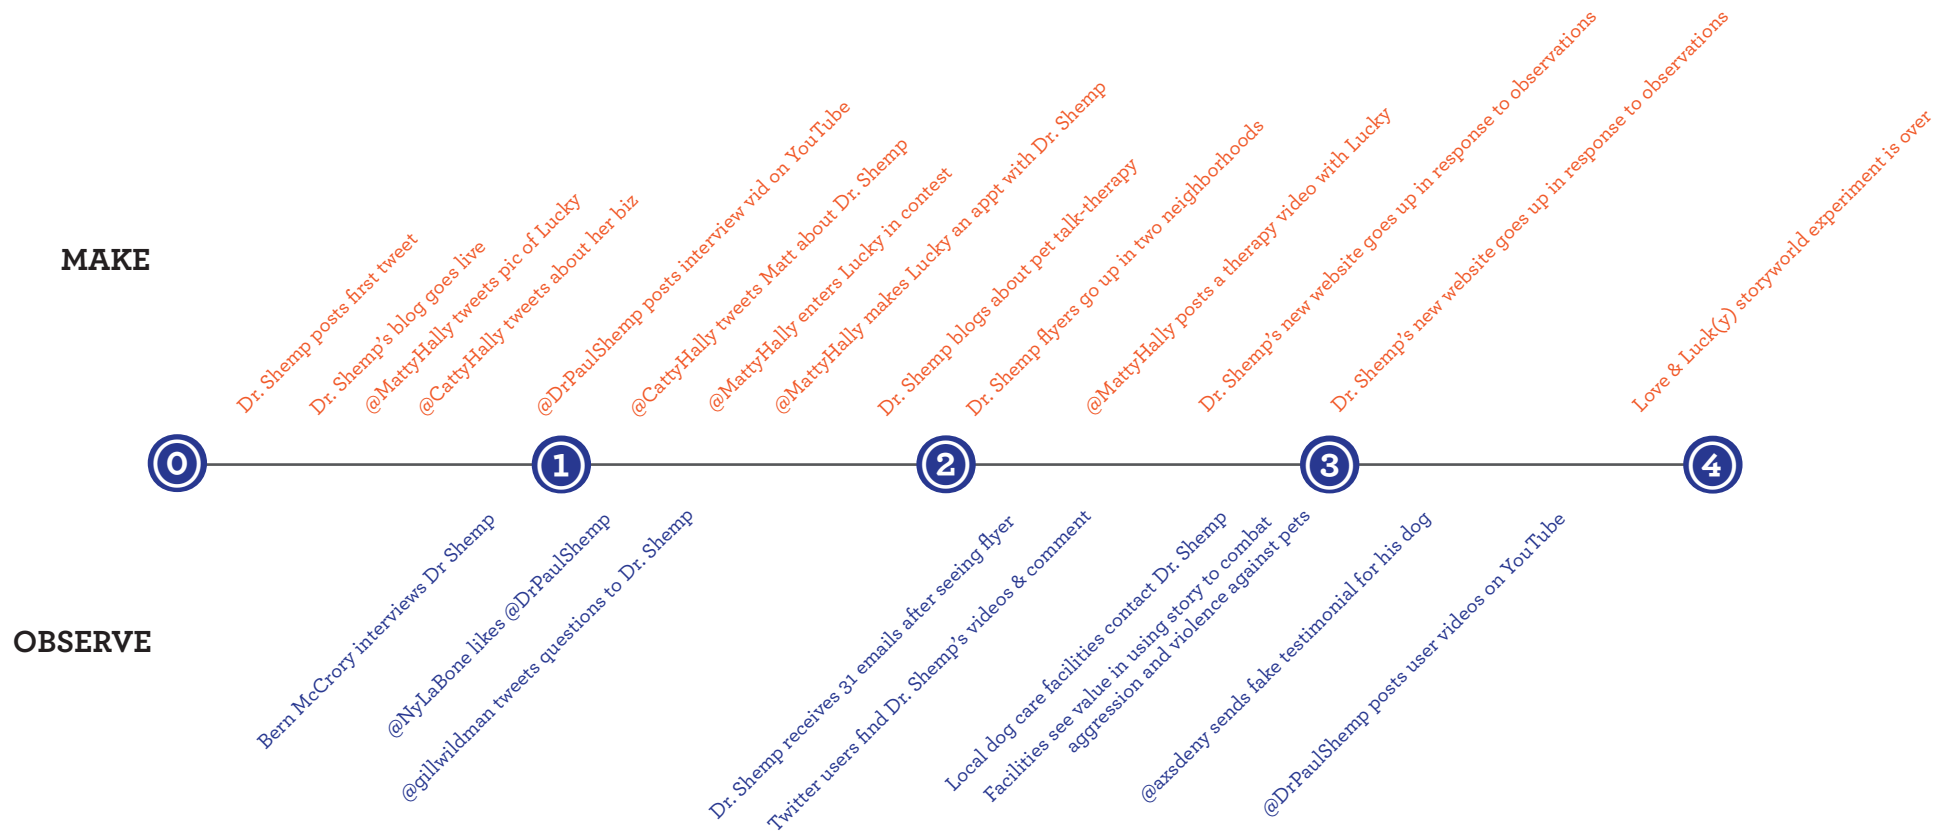 MAKE
Dr. Shemp posts first tweet
Dr. Shemp's blog goes live
@MattyHally tweets pic of Lucky
@CattyHally tweets about her biz
@DrPaulShemp posts interview vid on YouTube
@CattyHally tweets Matt about Dr. Shemp
@MattyHally enters Lucky in contest
@MattyHally makes Lucky an appt with Dr. Shemp
Dr. Shemp blogs about pet talk-therapy
Dr. Shemp flyers go up in two neighborhoods
@MattyHally posts a therapy video with Lucky
Dr. Shemp's new website goes up in response to observations
Dr. Shemp's new website goes up in response to observations
Love & Luck(y) storyworld experiment is over
0
1
2
3
4
OBSERVE
Bern McCrory interviews Dr Shemp
@NyLaBone likes @DrPaulShemp
@gillwildman tweets questions to Dr. Shemp
Dr. Shemp receives 31 emails after seeing flyer
Twitter users find Dr. Shemp's videos & comment
Local dog care facilities contact Dr. Shemp
Facilities see value in using story to combat
aggression and violence against pets
@axsdeny sends fake testimonial for his dog
@DrPaulShemp posts user videos on YouTube